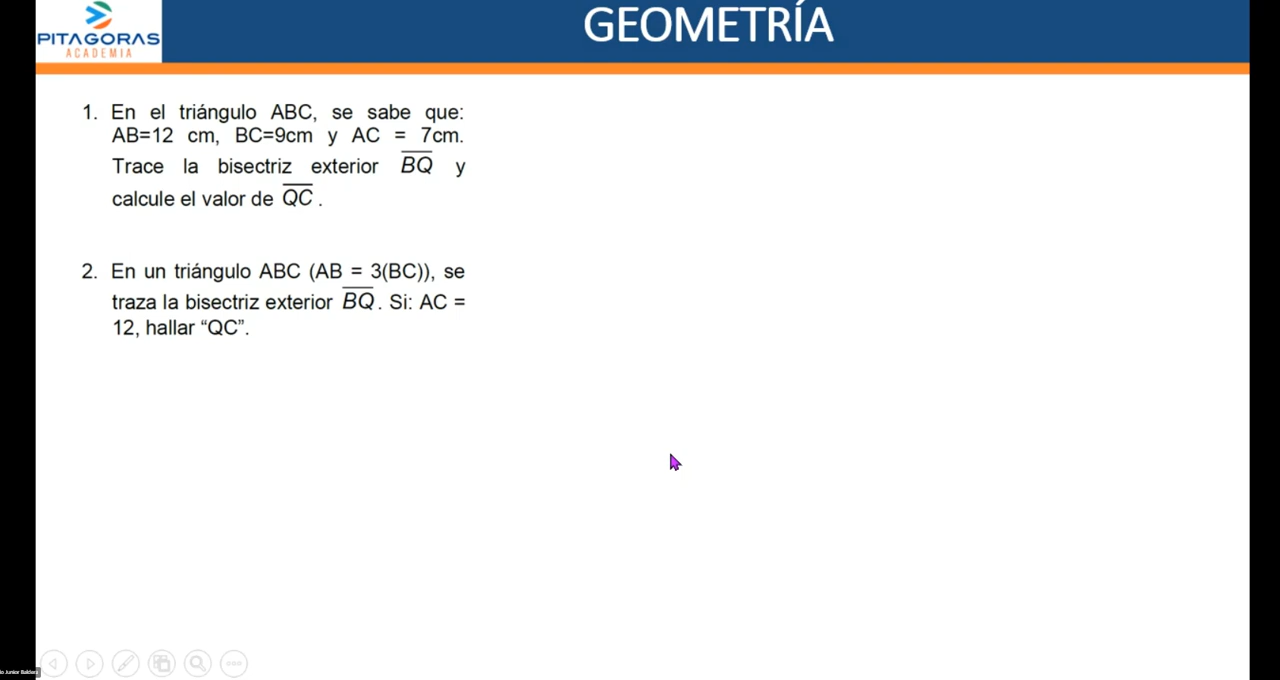 PITAGORAS
ACADEMIA
GEOMETRÍA
1. En el triángulo ABC, se sabe que:
AB=12 cm, BC=9cm y AC = 7cm.
Trace la bisectriz exterior BQ y
calcule el valor de QC .
2. En un triángulo ABC (AB = 3(BC)), se
traza la bisectriz exterior BQ. Si: AC =
12, hallar “QC”.
Junior